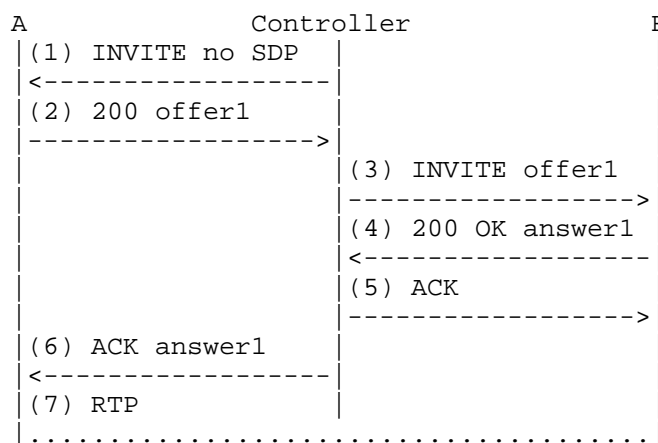 A Controller
(1) INVITE no SDP
(2) 200 offer1
(3) INVITE offer1
(4) 200 OK answer1
(5) ACK
(6) ACK answer1
(7) RTP